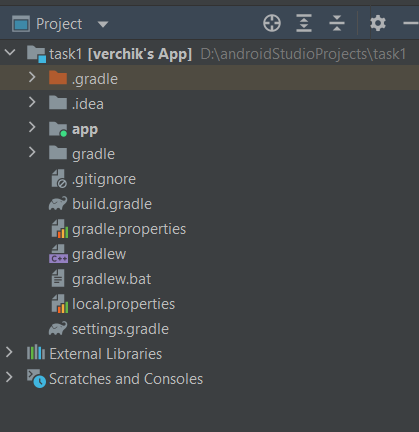 Project
task1 [verchik's App] D:\androidStudioProjects\task1
.gradle
.idea
app
gradle
.gitignore
build.gradle
gradle.properties
C++ gradlew
gradlew.bat
local.properties
settings.gradle
External Libraries
Scratches and Consoles